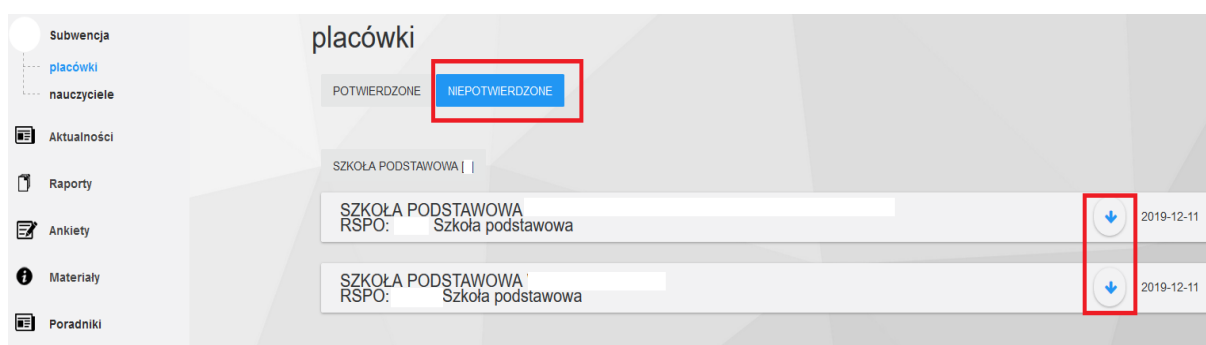 Subwencja
placówki
nauczyciele
Aktualności
Raporty
Ankiety
Materiały
Poradniki
placówki
POTWIERDZONE
NIEPOTWIERDZONE
SZKOŁA PODSTAWOWA [ ]
SZKOŁA PODSTAWOWA
RSPO: Szkoła podstawowa
2019-12-11
SZKOŁA PODSTAWOWA
RSPO: Szkoła podstawowa
2019-12-11